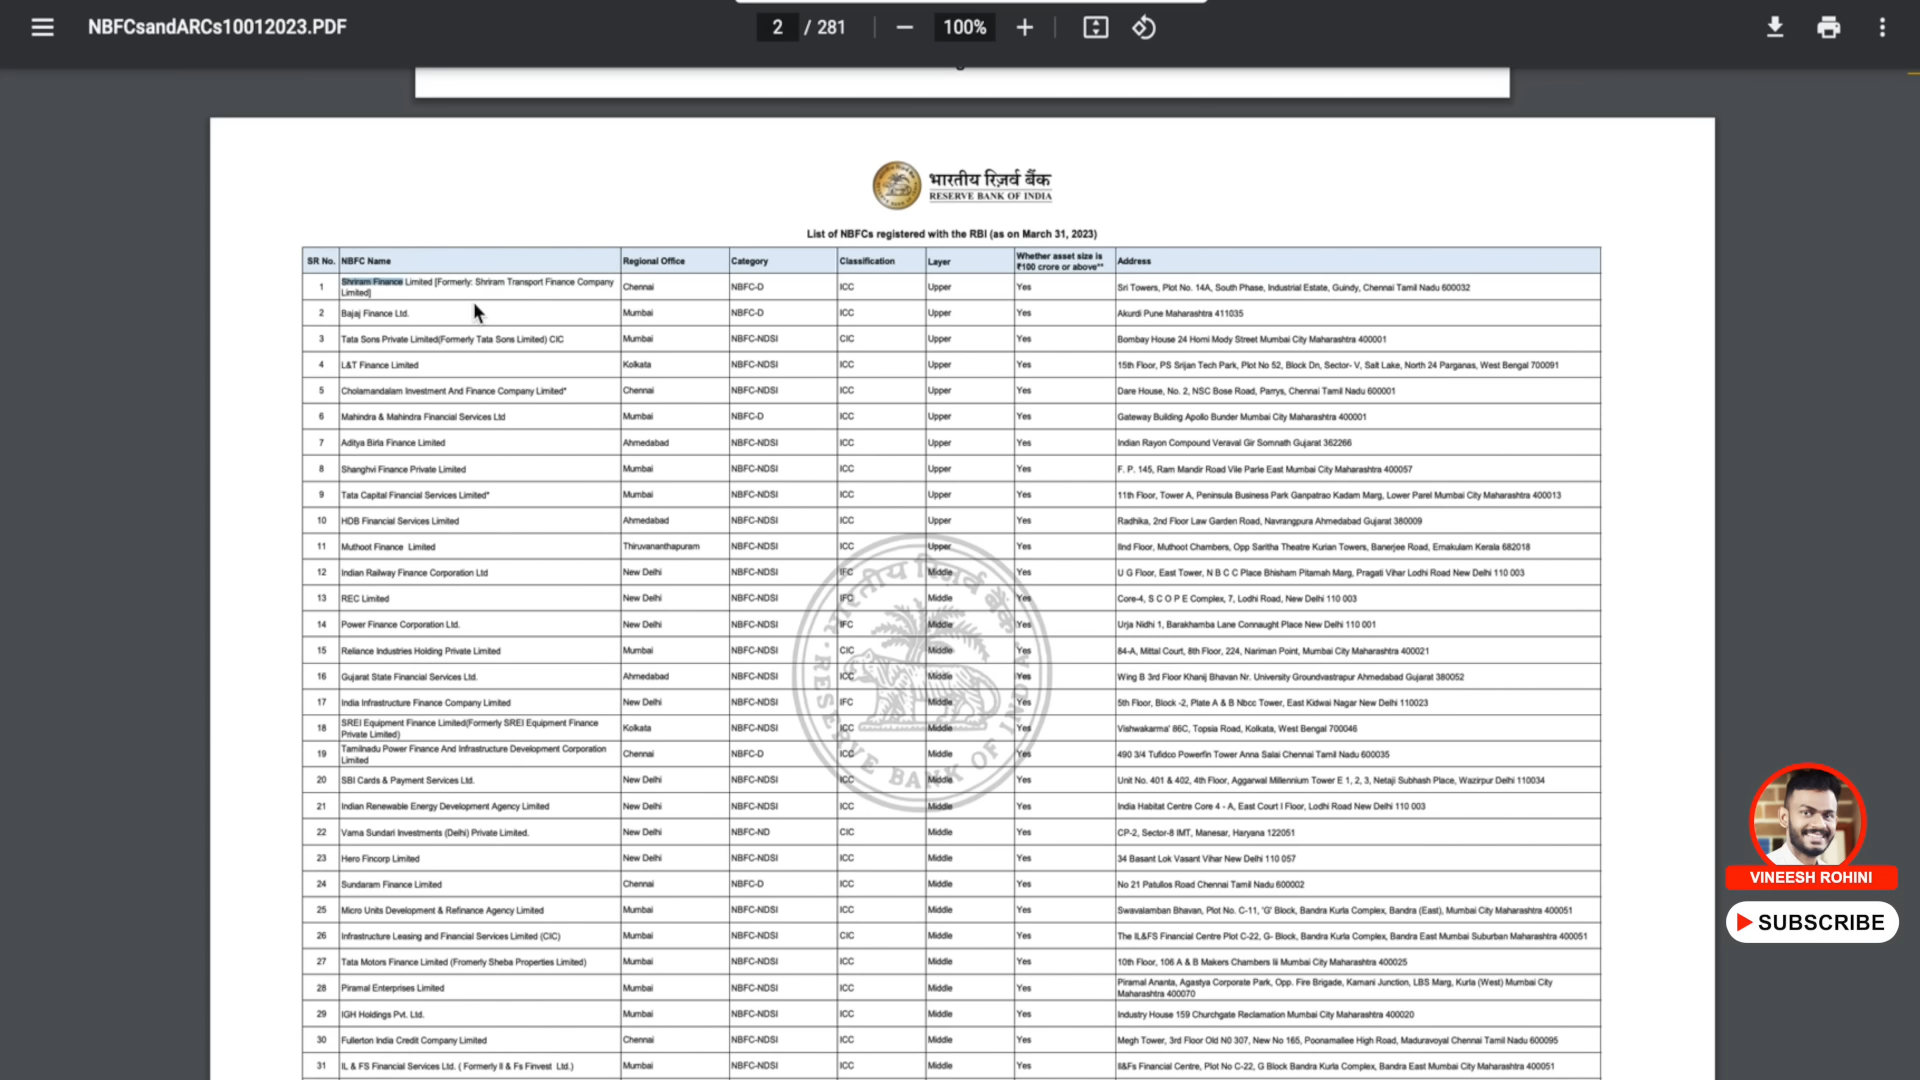 NBFCsandARCs10012023.PDF
2 / 281
100%
भारतीय रिज़र्व बैंक
RESERVE BANK OF INDIA
List of NBFCs registered with the RBI (as on March 31, 2023)
SR No. NBFC Name Regional Office Category Classification Layer Whether asset size is ₹100 crore or above** Address
1 Shriram Finance Limited [Formerly: Shriram Transport Finance Company Limited] Chennai NBFC-D ICC Upper Yes Sri Towers, Plot No. 14A, South Phase, Industrial Estate, Guindy, Chennai Tamil Nadu 600032
2 Bajaj Finance Ltd. Mumbai NBFC-D ICC Upper Yes Akurdi Pune Maharashtra 411035
3 Tata Sons Private Limited(Formerly Tata Sons Limited) CIC Mumbai NBFC-NDSI CIC Upper Yes Bombay House 24 Homi Mody Street Mumbai City Maharashtra 400001
4 L&T Finance Limited Kolkata NBFC-NDSI ICC Upper Yes 15th Floor, PS Srijan Tech Park, Plot No 52, Block Dn, Sector- V, Salt Lake, North 24 Parganas, West Bengal 700091
5 Cholamandalam Investment And Finance Company Limited* Chennai NBFC-NDSI ICC Upper Yes Dare House, No. 2, NSC Bose Road, Parrys, Chennai Tamil Nadu 600001
6 Mahindra & Mahindra Financial Services Ltd Mumbai NBFC-D ICC Upper Yes Gateway Building Apollo Bunder Mumbai City Maharashtra 400001
7 Aditya Birla Finance Limited Ahmedabad NBFC-NDSI ICC Upper Yes Indian Rayon Compound Veraval Gir Somnath Gujarat 362266
8 Shanghvi Finance Private Limited Mumbai NBFC-NDSI ICC Upper Yes F. P. 145, Ram Mandir Road Vile Parle East Mumbai City Maharashtra 400057
9 Tata Capital Financial Services Limited* Mumbai NBFC-NDSI ICC Upper Yes 11th Floor, Tower A, Peninsula Business Park Ganpatrao Kadam Marg, Lower Parel Mumbai City Maharashtra 400013
10 HDB Financial Services Limited Ahmedabad NBFC-NDSI ICC Upper Yes Radhika, 2nd Floor Law Garden Road, Navrangpura Ahmedabad Gujarat 380009
11 Muthoot Finance Limited Thiruvananthapuram NBFC-NDSI ICC Upper Yes IInd Floor, Muthoot Chambers, Opp Saritha Theatre Kurian Towers, Banerjee Road, Ernakulam Kerala 682018
12 Indian Railway Finance Corporation Ltd New Delhi NBFC-NDSI IFC Middle Yes U G Floor, East Tower, N B C C Place Bhisham Pitamah Marg, Pragati Vihar Lodhi Road New Delhi 110 003
13 REC Limited New Delhi NBFC-NDSI IFC Middle Yes Core-4, S C O P E Complex, 7, Lodhi Road, New Delhi 110 003
14 Power Finance Corporation Ltd. New Delhi NBFC-NDSI IFC Middle Yes Urja Nidhi 1, Barakhamba Lane Connaught Place New Delhi 110 001
15 Reliance Industries Holding Private Limited Mumbai NBFC-NDSI CIC Middle Yes 84-A, Mittal Court, 8th Floor, 224, Nariman Point, Mumbai City Maharashtra 400021
16 Gujarat State Financial Services Ltd. Ahmedabad NBFC-NDSI ICC Middle Yes Wing B 3rd Floor Khanij Bhavan Nr. University Groundvastrapur Ahmedabad Gujarat 380052
17 India Infrastructure Finance Company Limited New Delhi NBFC-NDSI IFC Middle Yes 5th Floor, Block -2, Plate A & B Nbcc Tower, East Kidwai Nagar New Delhi 110023
18 SREI Equipment Finance Limited(Formerly SREI Equipment Finance Private Limited) Kolkata NBFC-NDSI ICC Middle Yes Vishwakarma' 86C, Topsia Road, Kolkata, West Bengal 700046
19 Tamilnadu Power Finance And Infrastructure Development Corporation Limited Chennai NBFC-D ICC Middle Yes 490 3/4 Tufidco Powerfin Tower Anna Salai Chennai Tamil Nadu 600035
20 SBI Cards & Payment Services Ltd. New Delhi NBFC-NDSI ICC Middle Yes Unit No. 401 & 402, 4th Floor, Aggarwal Millennium Tower E 1, 2, 3, Netaji Subhash Place, Wazirpur Delhi 110034
21 Indian Renewable Energy Development Agency Limited New Delhi NBFC-NDSI ICC Middle Yes India Habitat Centre Core 4 - A, East Court I Floor, Lodhi Road New Delhi 110 003
22 Vama Sundari Investments (Delhi) Private Limited. New Delhi NBFC-ND CIC Middle Yes CP-2, Sector-8 IMT, Manesar, Haryana 122051
23 Hero Fincorp Limited New Delhi NBFC-NDSI ICC Middle Yes 34 Basant Lok Vasant Vihar New Delhi 110 057
24 Sundaram Finance Limited Chennai NBFC-D ICC Middle Yes No 21 Patullos Road Chennai Tamil Nadu 600002
25 Micro Units Development & Refinance Agency Limited Mumbai NBFC-NDSI ICC Middle Yes Swavalamban Bhavan, Plot No. C-11, 'G' Block, Bandra Kurla Complex, Bandra (East), Mumbai City Maharashtra 400051
26 Infrastructure Leasing and Financial Services Limited (CIC) Mumbai NBFC-NDSI CIC Middle Yes The IL&FS Financial Centre Plot C-22, G- Block, Bandra Kurla Complex, Bandra East Mumbai Suburban Maharashtra 400051
27 Tata Motors Finance Limited (Fromerly Sheba Properties Limited) Mumbai NBFC-NDSI ICC Middle Yes 10th Floor, 106 A & B Makers Chambers Iii Mumbai City Maharashtra 400025
28 Piramal Enterprises Limited Mumbai NBFC-NDSI ICC Middle Yes Piramal Ananta, Agastya Corporate Park, Opp. Fire Brigade, Kamani Junction, LBS Marg, Kurla (West) Mumbai City Maharashtra 400070
29 IGH Holdings Pvt. Ltd. Mumbai NBFC-NDSI ICC Middle Yes Industry House 159 Churchgate Reclamation Mumbai City Maharashtra 400020
30 Fullerton India Credit Company Limited Chennai NBFC-NDSI ICC Middle Yes Megh Tower, 3rd Floor Old N0 307, New No 165, Poonamallee High Road, Maduravoyal Chennai Tamil Nadu 600095
31 IL & FS Financial Services Ltd. ( Formerly Il & Fs Finvest Ltd.) Mumbai NBFC-NDSI ICC Middle Yes Il&Fs Financial Centre, Plot No C-22, G Block Bandra Kurla Complex, Bandra East Mumbai City Maharashtra 400051
भारतीय रिज़र्व बैंक
RESERVE BANK OF INDIA
VINEESH ROHINI
SUBSCRIBE